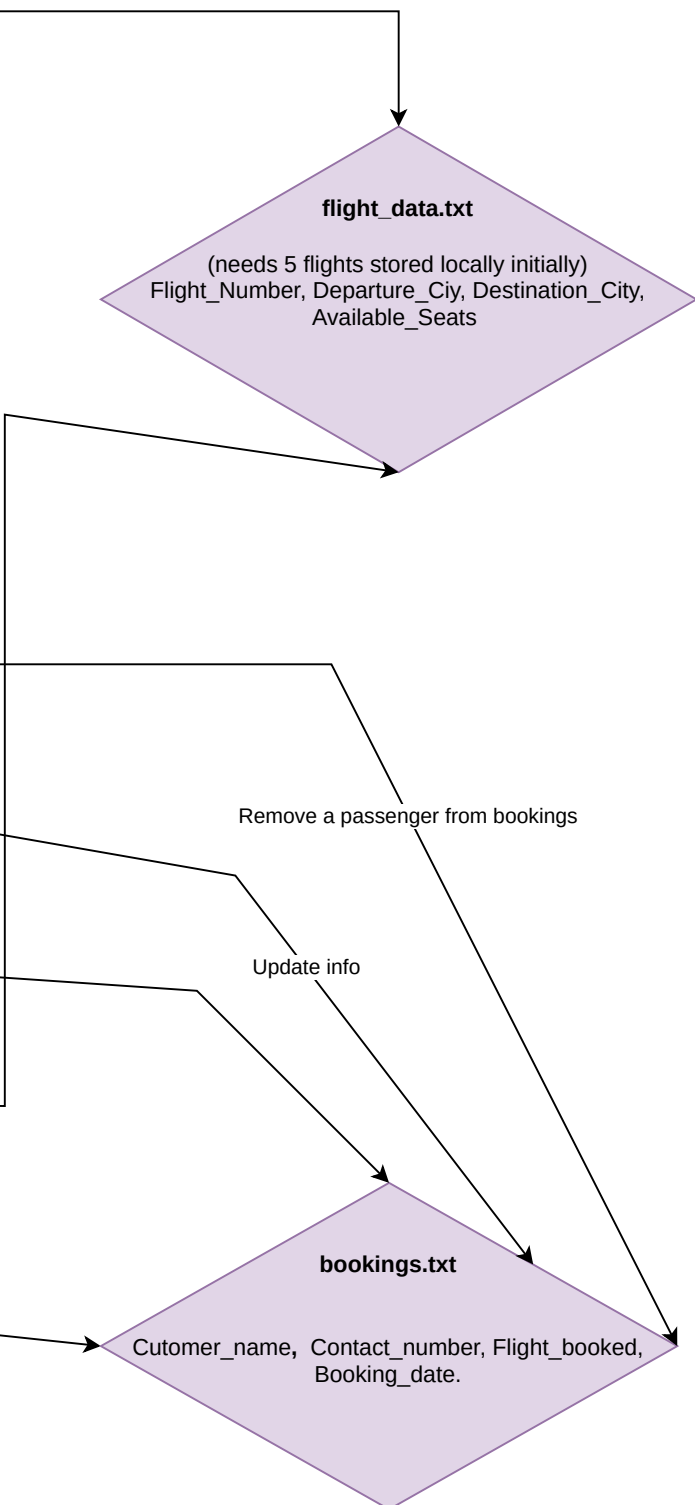 flight_data.txt
(needs 5 flights stored locally initially)
Flight_Number, Departure_Ciy, Destination_City,
Available_Seats
Remove a passenger from bookings
Update info
bookings.txt
Cutomer_name, Contact_number, Flight_booked,
Booking_date.